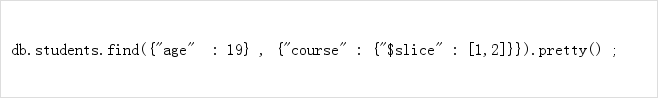 db.students.find({"age"  : 19} , {"course" : {"$slice" : [1,2]}}).pretty() ;